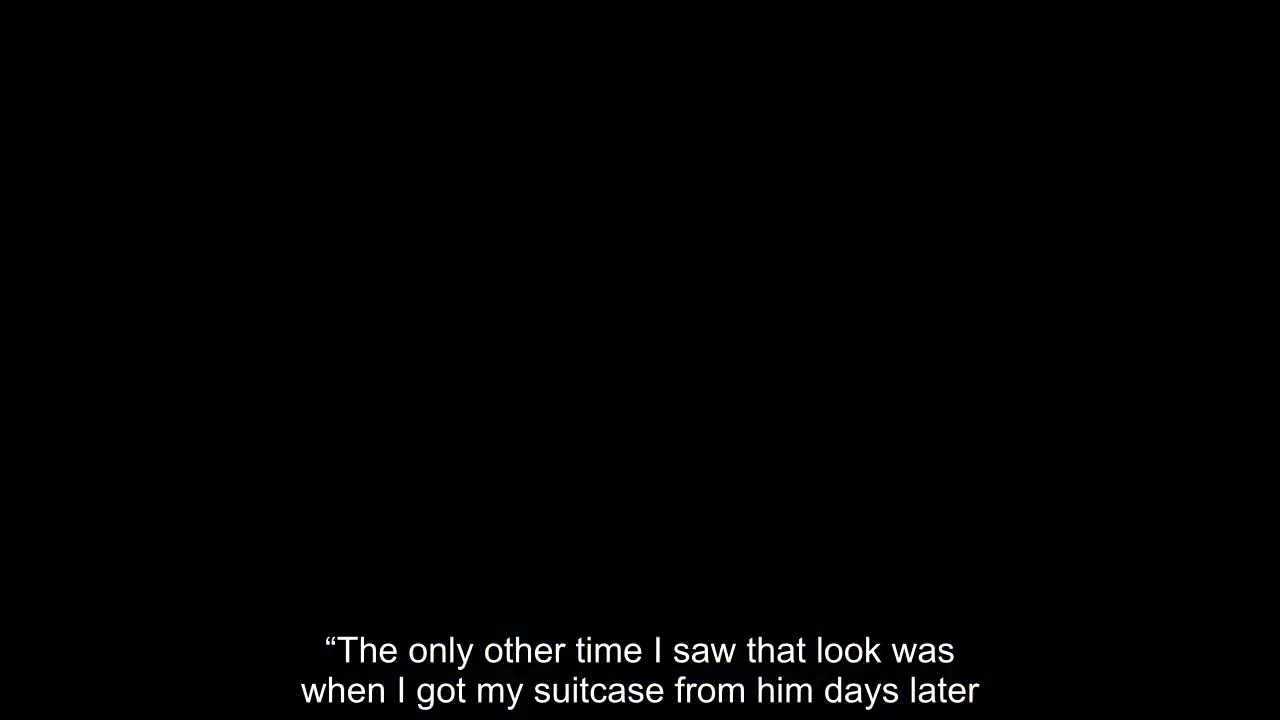 “The only other time I saw that look was
when I got my suitcase from him days later